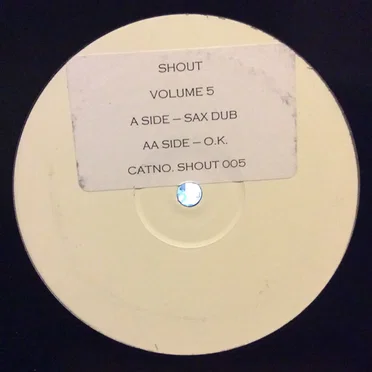 SHOUT
VOLUME 5
A SIDE – SAX DUB
AA SIDE – O.K.
CATNO. SHOUT 005